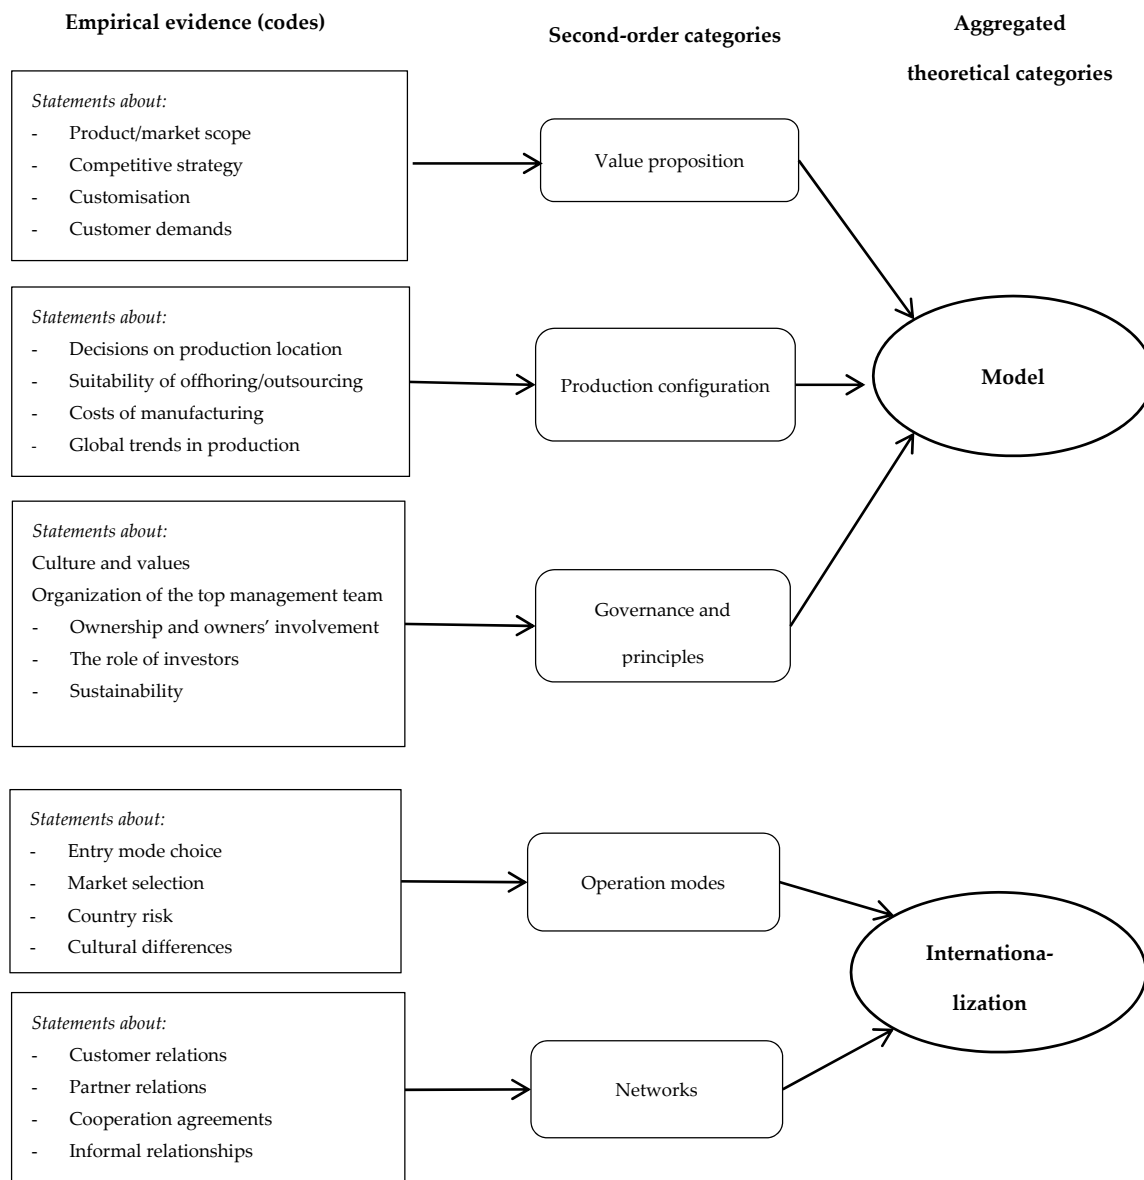 Empirical evidence (codes)
Second-order categories
Aggregated
theoretical categories
Statements about:
- Product/market scope
- Competitive strategy
- Customisation
- Customer demands
Value proposition
Statements about:
- Decisions on production location
- Suitability of offhoring/outsourcing
- Costs of manufacturing
- Global trends in production
Production configuration
Model
Statements about:
Culture and values
Organization of the top management team
- Ownership and owners’ involvement
- The role of investors
- Sustainability
Governance and
principles
Statements about:
- Entry mode choice
- Market selection
- Country risk
- Cultural differences
Operation modes
Internationa-
lization
Statements about:
- Customer relations
- Partner relations
- Cooperation agreements
- Informal relationships
Networks